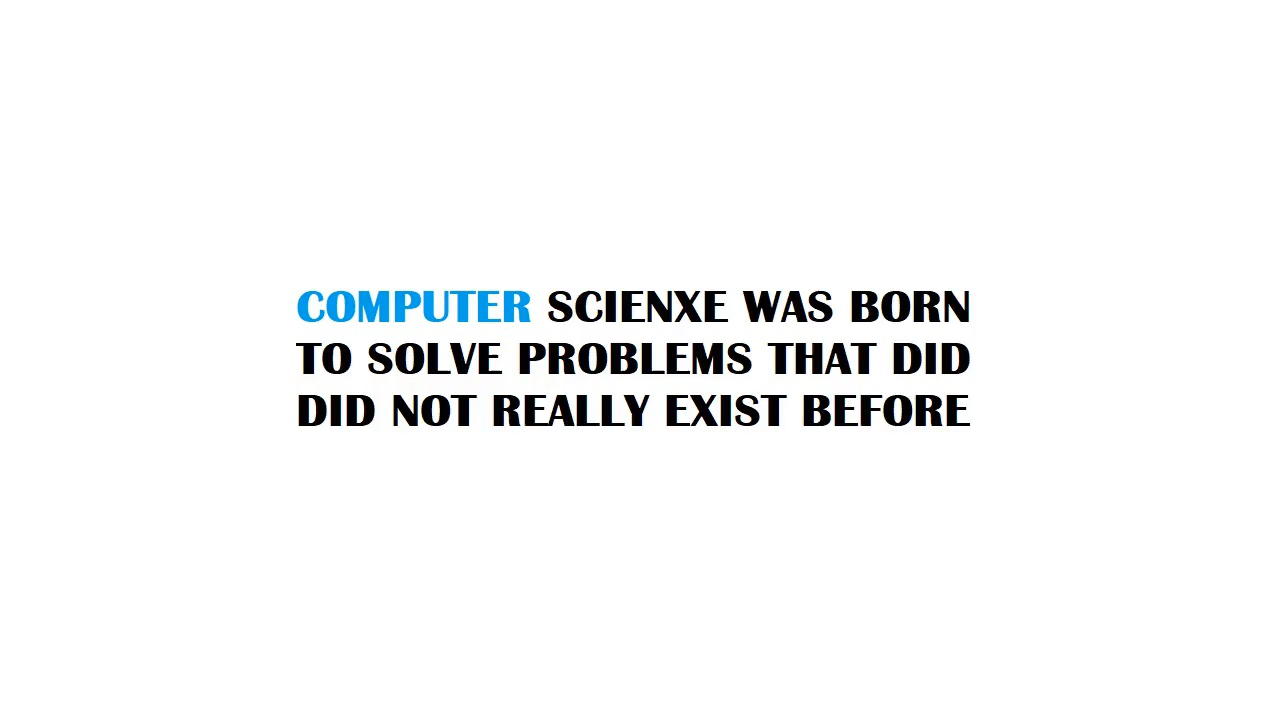 COMPUTER SCIENXE WAS BORN
TO SOLVE PROBLEMS THAT DID
DID NOT REALLY EXIST BEFORE